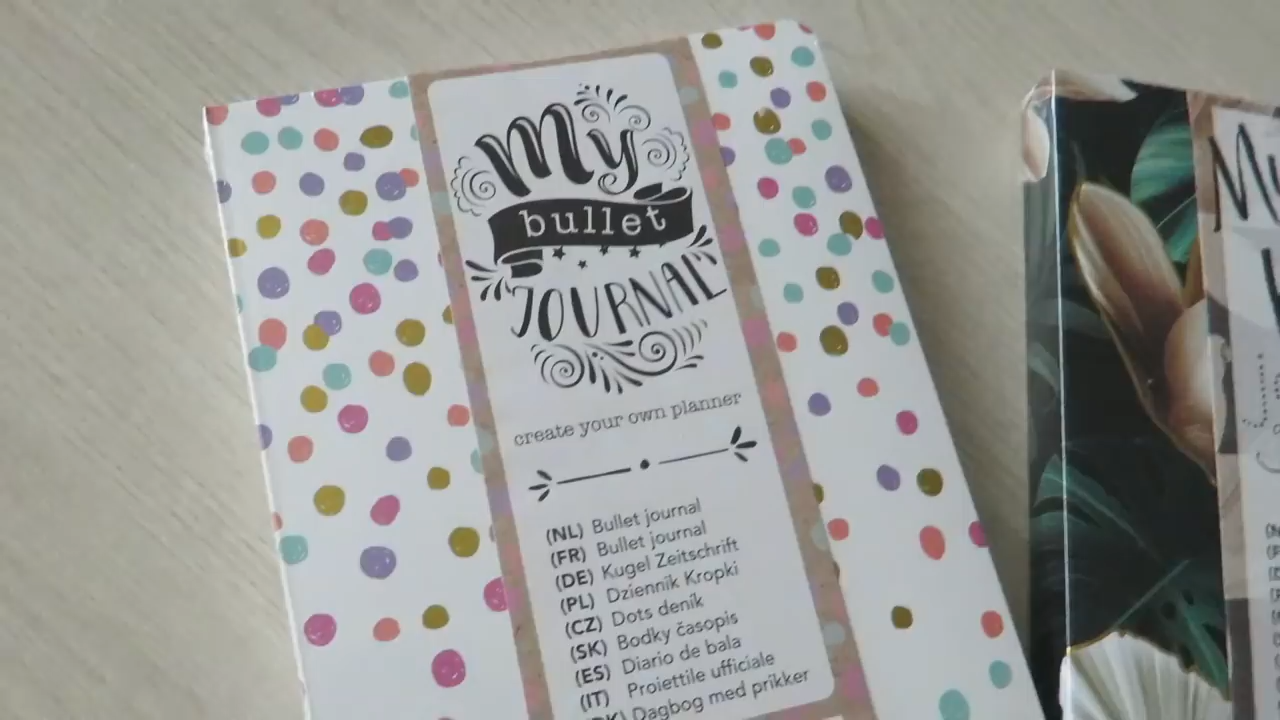 My
bullet
JOURNAL
create your own planner
(NL) Bullet journal
(FR) Bullet journal
(DE) Kugel Zeitschrift
(PL) Dziennik Kropki
(CZ) Dots deník
(SK) Bodky časopis
(ES) Diario de bala
(IT) Proiettile ufficiale
(DK) Dagbog med prikker